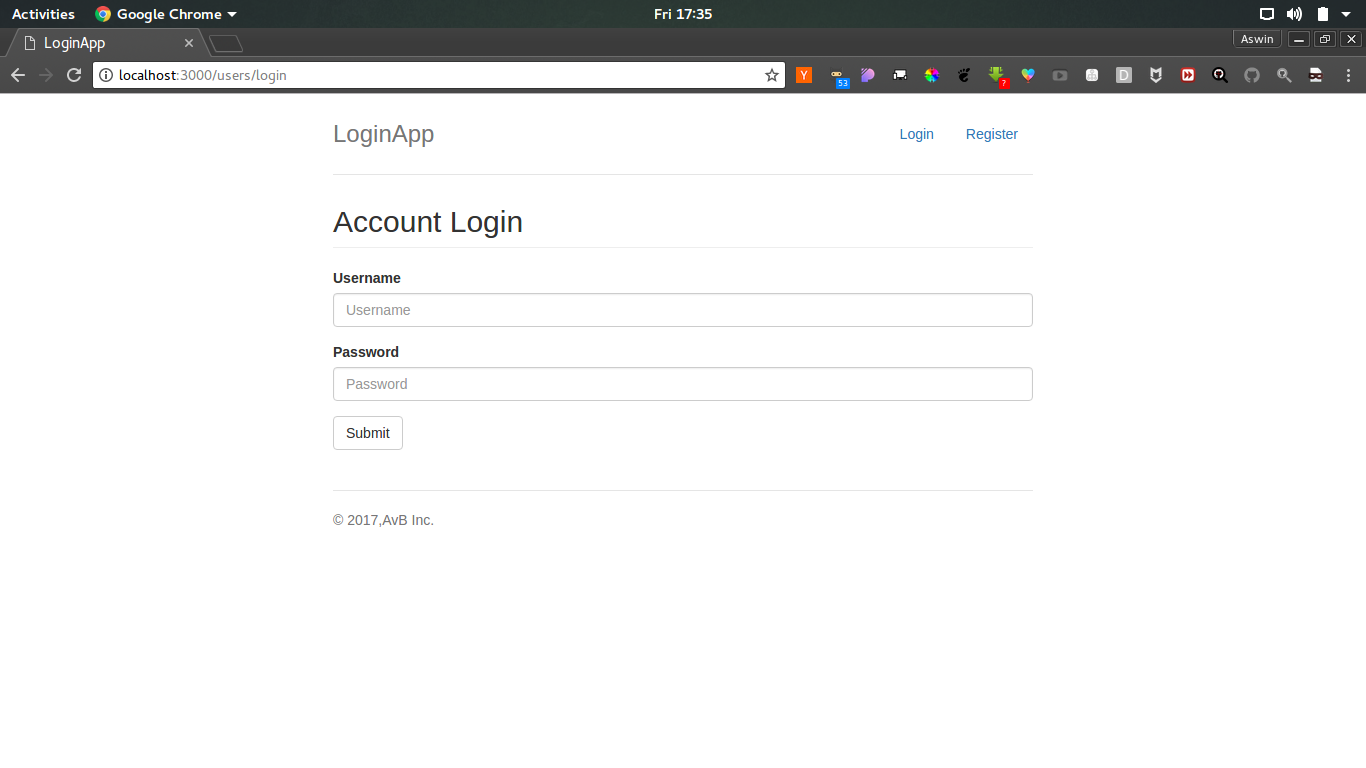 Activities Google Chrome Fri 17:35
LoginApp Aswin
localhost:3000/users/login Y 53 ? D
LoginApp Login Register
Account Login
Username
Username
Password
Password
Submit
© 2017,AvB Inc.